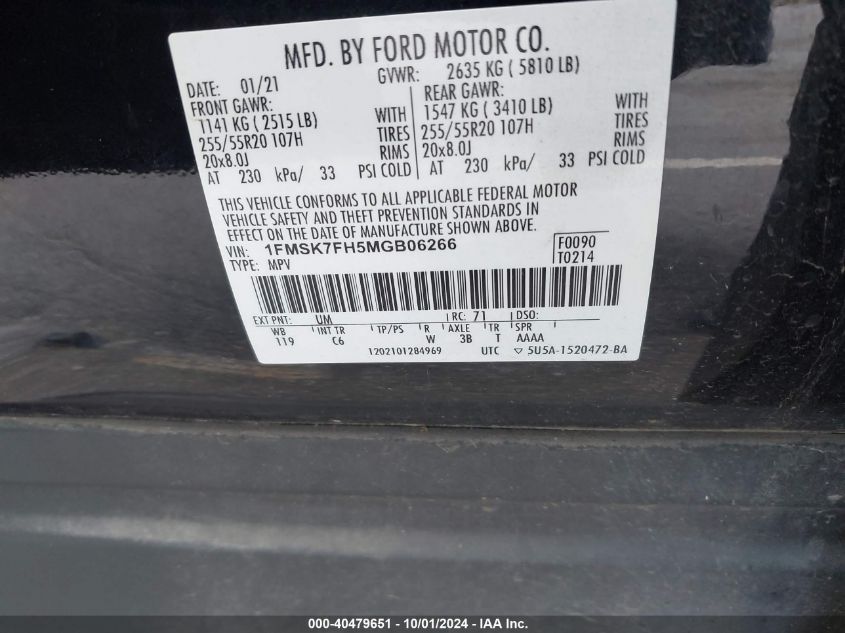 MFD. BY FORD MOTOR CO.
DATE: 01/21 GVWR: 2635 KG ( 5810 LB)
FRONT GAWR: REAR GAWR:
1141 KG ( 2515 LB) WITH 1547 KG ( 3410 LB) WITH
255/55R20 107H TIRES 255/55R20 107H TIRES
20x8.0J RIMS 20x8.0J RIMS
AT 230 kPa/ 33 PSI COLD AT 230 kPa/ 33 PSI COLD
THIS VEHICLE CONFORMS TO ALL APPLICABLE FEDERAL MOTOR
VEHICLE SAFETY AND THEFT PREVENTION STANDARDS IN
EFFECT ON THE DATE OF MANUFACTURE SHOWN ABOVE.
VIN: 1FMSK7FH5MGB06266 F0090
TYPE: MPV T0214
EXT PNT: UM RC: 71 DSO:
WB INT TR TP/PS R AXLE TR SPR
119 C6 W 3B T AAAA
1202101284969 UTC ▽ 5U5A-1520472-BA
000-40479651 - 10/01/2024 - IAA Inc.